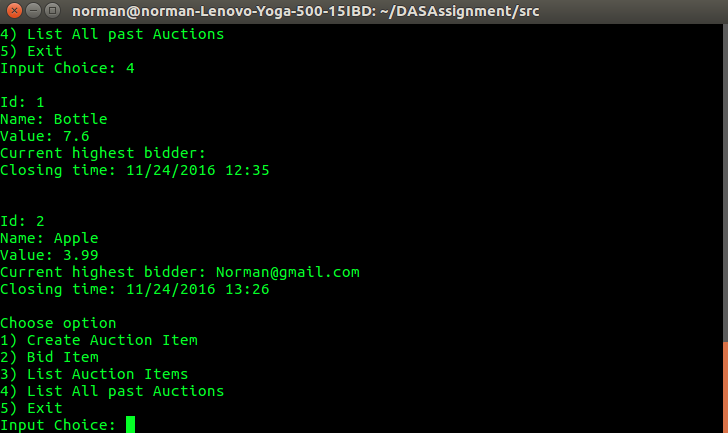 norman@norman-Lenovo-Yoga-500-15IBD: ~/DASAssignment/src
4) List All past Auctions
5) Exit
Input Choice: 4
Id: 1
Name: Bottle
Value: 7.6
Current highest bidder:
Closing time: 11/24/2016 12:35
Id: 2
Name: Apple
Value: 3.99
Current highest bidder: Norman@gmail.com
Closing time: 11/24/2016 13:26
Choose option
1) Create Auction Item
2) Bid Item
3) List Auction Items
4) List All past Auctions
5) Exit
Input Choice: